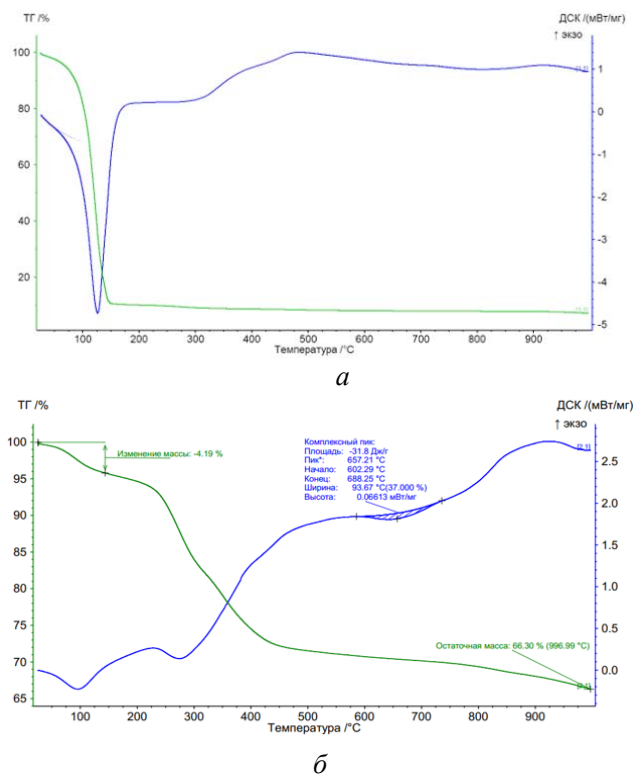 ТГ /%
ДСК /(мВт/мг)
↑ экзо
100
80
60
40
20
1
0
-1
-2
-3
-4
-5
100 200 300 400 500 600 700 800 900
Температура /°C
а
ТГ /%
ДСК /(мВт/мг)
↑ экзо
100
95
90
85
80
75
70
65
Изменение массы: -4.19 %
Комплексный пик:
Площадь: -31.8 Дж/г
Пик*: 657.21 °C
Начало: 602.29 °C
Конец: 688.25 °C
Ширина: 93.67 °C(37.000 %)
Высота: 0.06613 мВт/мг
2.5
2.0
1.5
1.0
0.5
0.0
Остаточная масса: 66.30 % (996.99 °C)
100 200 300 400 500 600 700 800 900
Температура /°C
б